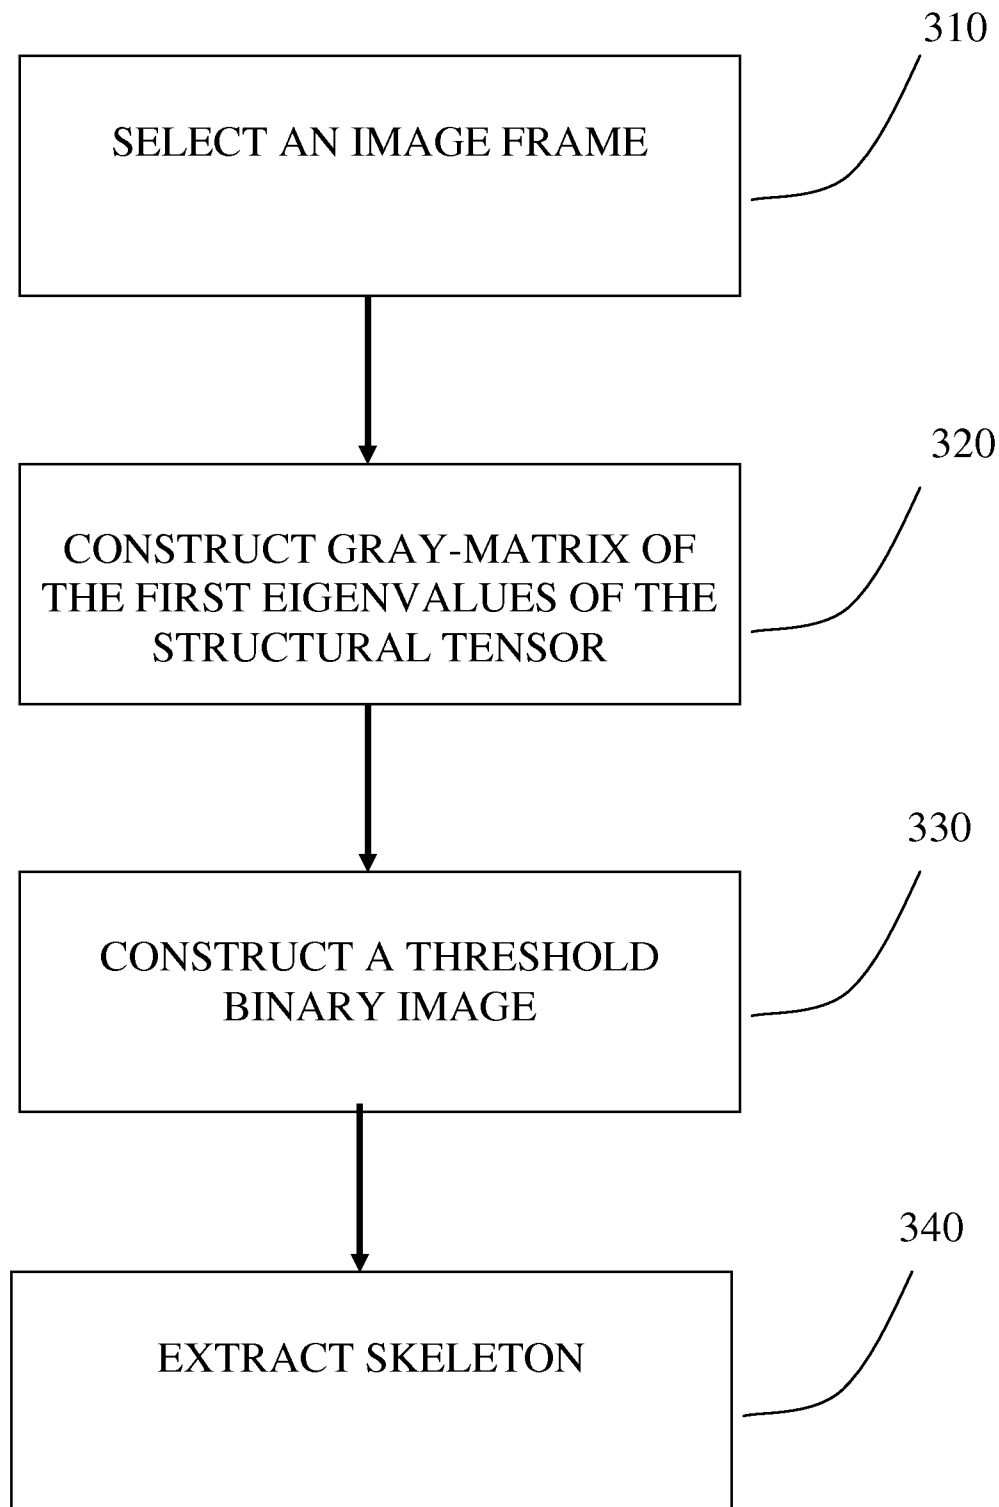 310
SELECT AN IMAGE FRAME
320
CONSTRUCT GRAY-MATRIX OF
THE FIRST EIGENVALUES OF THE
STRUCTURAL TENSOR
330
CONSTRUCT A THRESHOLD
BINARY IMAGE
340
EXTRACT SKELETON